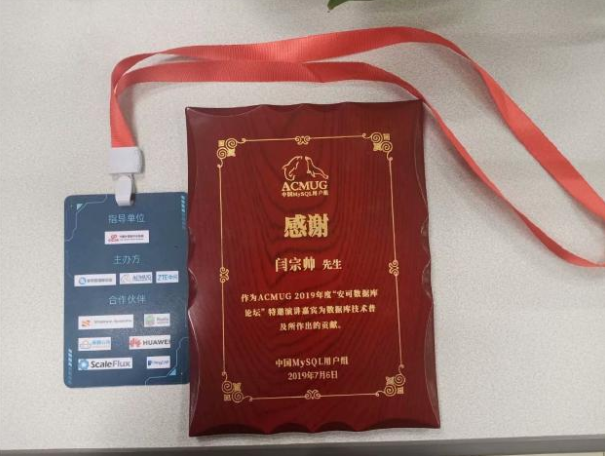 指导单位
主办方
ACMUG
合作伙伴
HUAWEI
ScaleFlux
ACMUG
中国MySQL用户组
感谢
闫宗帅 先生
作为ACMUG 2019年度“安可数据库
论坛”特邀演讲嘉宾为数据库技术普
及所作出的贡献。
中国MySQL用户组
2019年7月6日